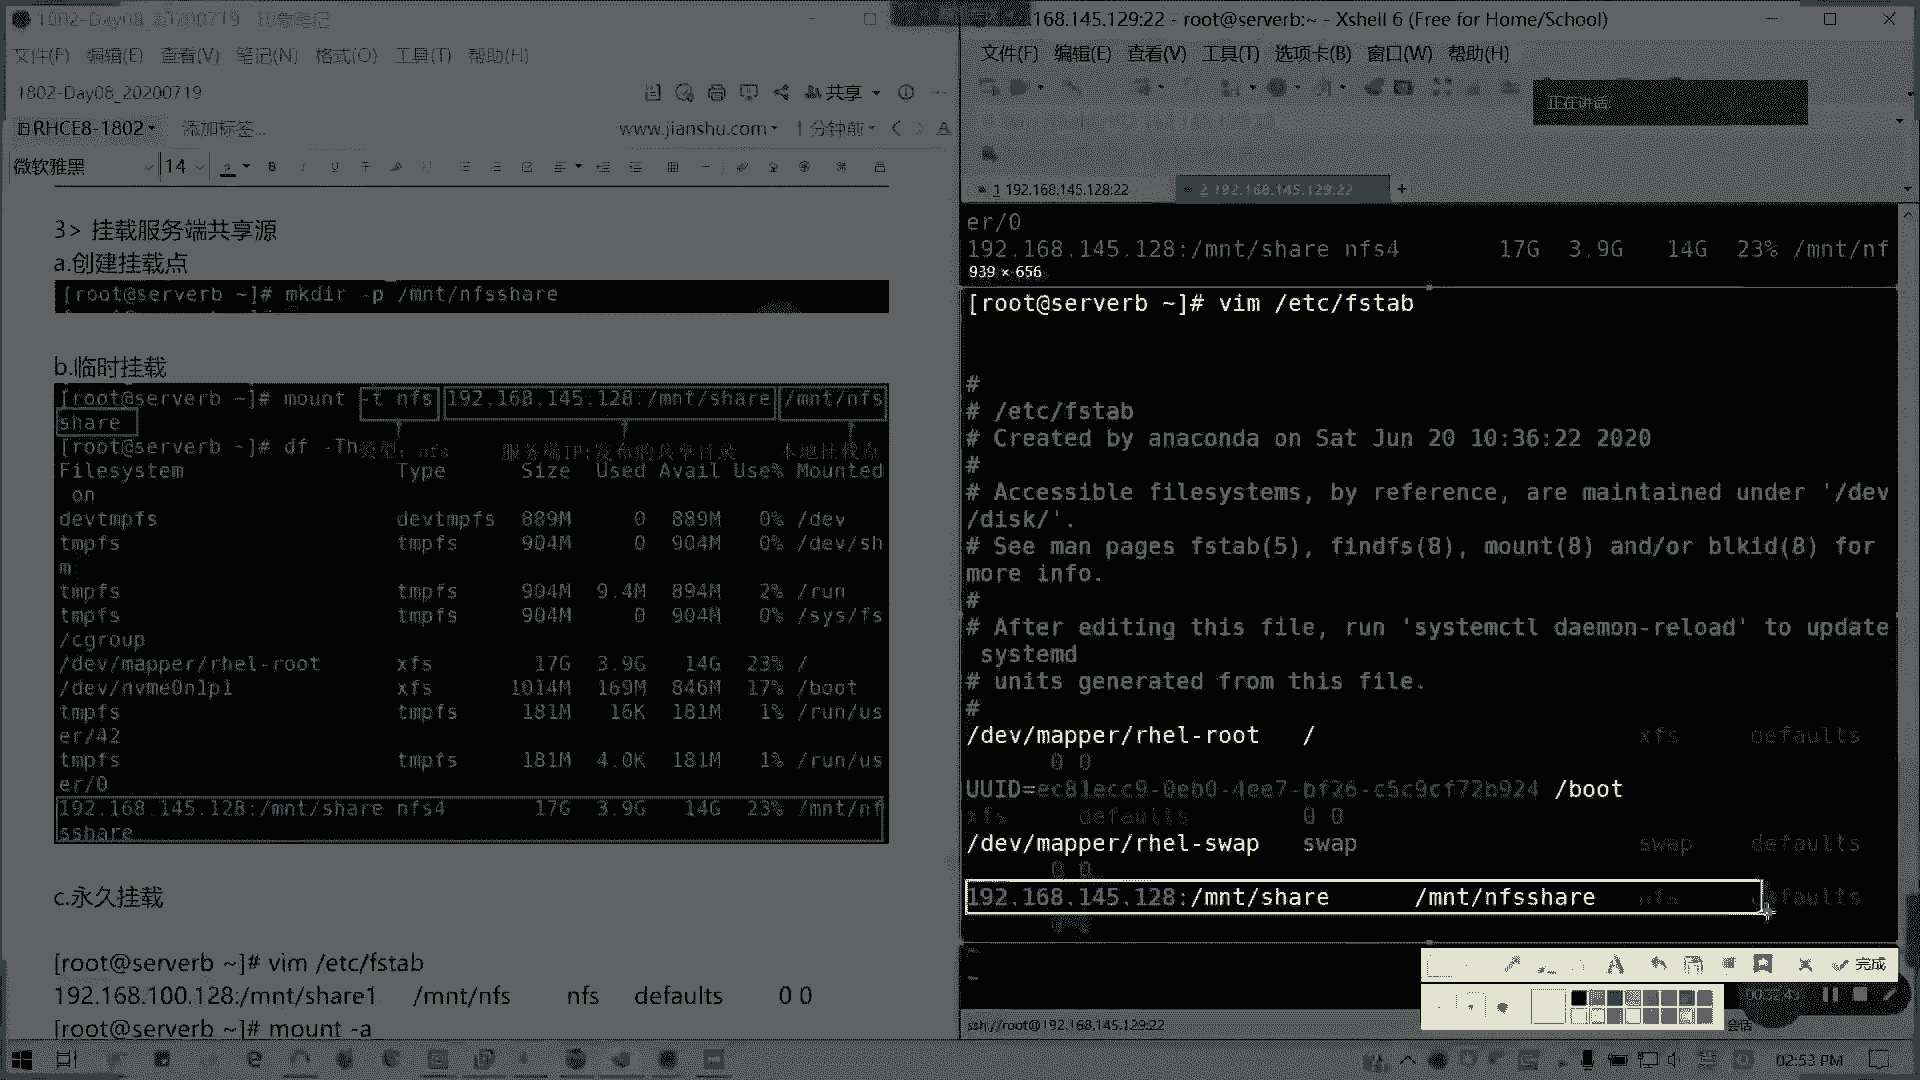 1802-Day08_20200719
文件(F) 编辑(E) 查看(V) 笔记(N) 格式(O) 工具(T) 帮助(H)
1802-Day08_20200719
共享
RHCE8-1802
添加标签...
www.jianshu.com
1 分钟前
微软雅黑
14
3> 挂载服务端共享源
a.创建挂载点
[root@serverb ~]# mkdir -p /mnt/nfsshare
b.临时挂载
[root@serverb ~]# mount -t nfs 192.168.145.128:/mnt/share /mnt/nfs
share
[root@serverb ~]# df -Th
类型: nfs
服务端IP:发布的共享目录
本地挂载点
Filesystem Type Size Used Avail Use% Mounted
on
devtmpfs devtmpfs 889M 0 889M 0% /dev
tmpfs tmpfs 904M 0 904M 0% /dev/sh
m
tmpfs tmpfs 904M 9.4M 894M 2% /run
tmpfs tmpfs 904M 0 904M 0% /sys/fs
/cgroup
/dev/mapper/rhel-root xfs 17G 3.9G 14G 23% /
/dev/nvme0n1p1 xfs 1014M 169M 846M 17% /boot
tmpfs tmpfs 181M 16K 181M 1% /run/us
er/42
tmpfs tmpfs 181M 4.0K 181M 1% /run/us
er/0
192.168.145.128:/mnt/share nfs4 17G 3.9G 14G 23% /mnt/nf
sshare
c.永久挂载
[root@serverb ~]# vim /etc/fstab
192.168.100.128:/mnt/share1 /mnt/nfs nfs defaults 0 0
[root@serverb ~]# mount -a
168.145.129:22 - root@serverb:~ - Xshell 6 (Free for Home/School)
文件(F) 编辑(E) 查看(V) 工具(T) 选项卡(B) 窗口(W) 帮助(H)
正在讲话:
1 192.168.145.128:22
2 192.168.145.129:22
er/0
192.168.145.128:/mnt/share nfs4 17G 3.9G 14G 23% /mnt/nf
939 × 656
[root@serverb ~]# vim /etc/fstab
#
# /etc/fstab
# Created by anaconda on Sat Jun 20 10:36:22 2020
#
# Accessible filesystems, by reference, are maintained under '/dev
/disk/'.
# See man pages fstab(5), findfs(8), mount(8) and/or blkid(8) for
more info.
#
# After editing this file, run 'systemctl daemon-reload' to update
systemd
# units generated from this file.
#
/dev/mapper/rhel-root / xfs defaults
0 0
UUID=ec81ecc9-0eb0-4ee7-bf26-c5c9cf72b924 /boot
xfs defaults 0 0
/dev/mapper/rhel-swap swap swap defaults
0 0
192.168.145.128:/mnt/share /mnt/nfsshare nfs defaults
~
~
完成
00:52:43
ssh://root@192.168.145.129:22
会话
02:53 PM